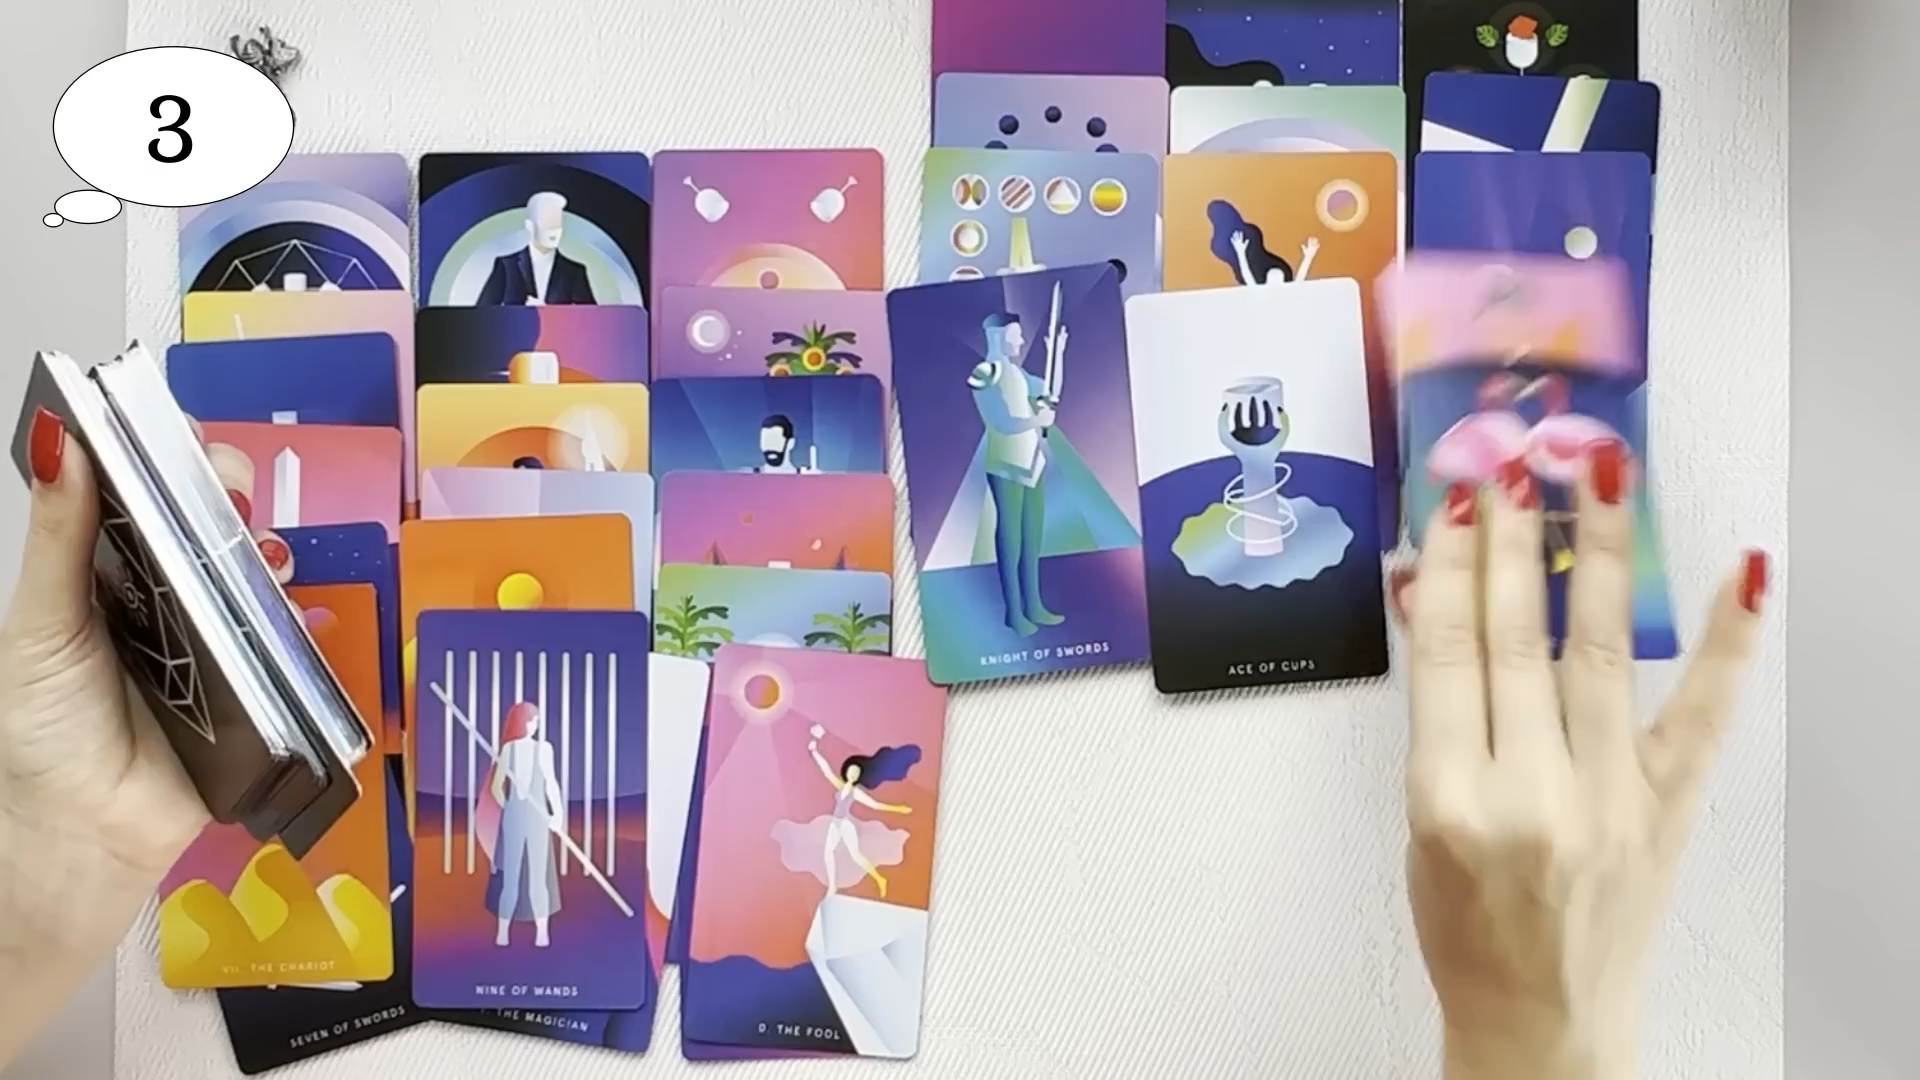 3
KNIGHT OF SWORDS
ACE OF CUPS
VII. THE CHARIOT
NINE OF WANDS
THE MAGICIAN
SEVEN OF SWORDS
0. THE FOOL